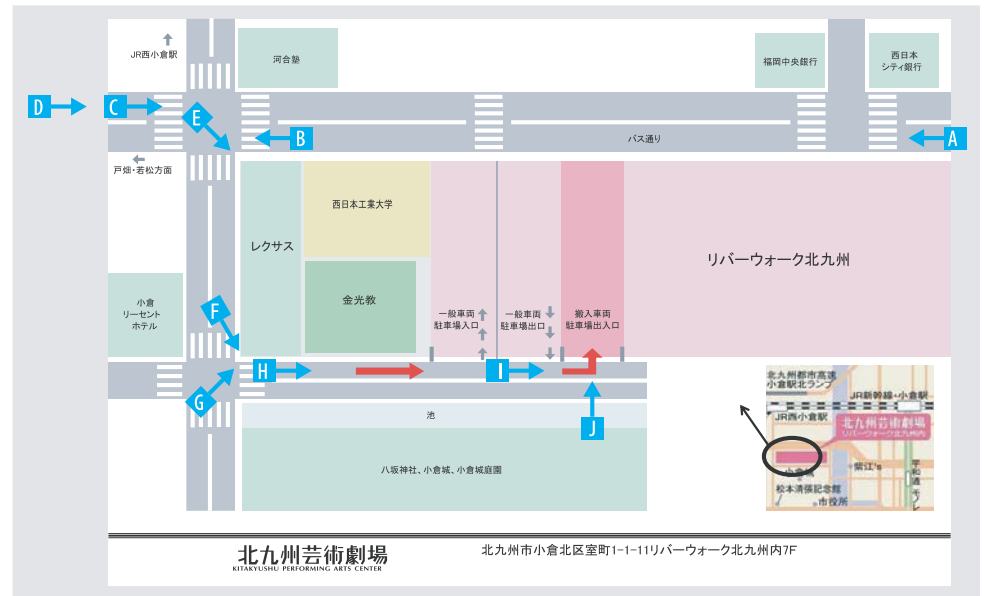 JR西小倉駅
河合塾
福岡中央銀行
西日本
シティ銀行
D
C
E
B
A
バス通り
戸畑・若松方面
レクサス
西日本工業大学
金光教
リバーウォーク北九州
一般車両
駐車場入口
一般車両
駐車場出口
搬入車両
駐車場出入口
小倉
リーセント
ホテル
F
G
H
I
J
池
八坂神社、小倉城、小倉城庭園
北九州都市高速
小倉駅北ランプ
JR新幹線・小倉駅
JR西小倉駅
北九州芸術劇場
リバーウォーク北九州内
小倉城
紫江's
松本清張記念館
市役所
平和通
モノレ
北九州芸術劇場
KITAKYUSHU PERFORMING ARTS CENTER
北九州市小倉北区室町1-1-11リバーウォーク北九州内7F